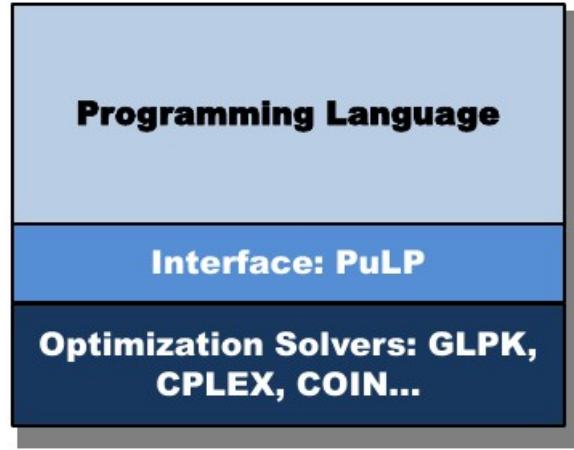 Programming Language
Interface: PuLP
Optimization Solvers: GLPK,
CPLEX, COIN...